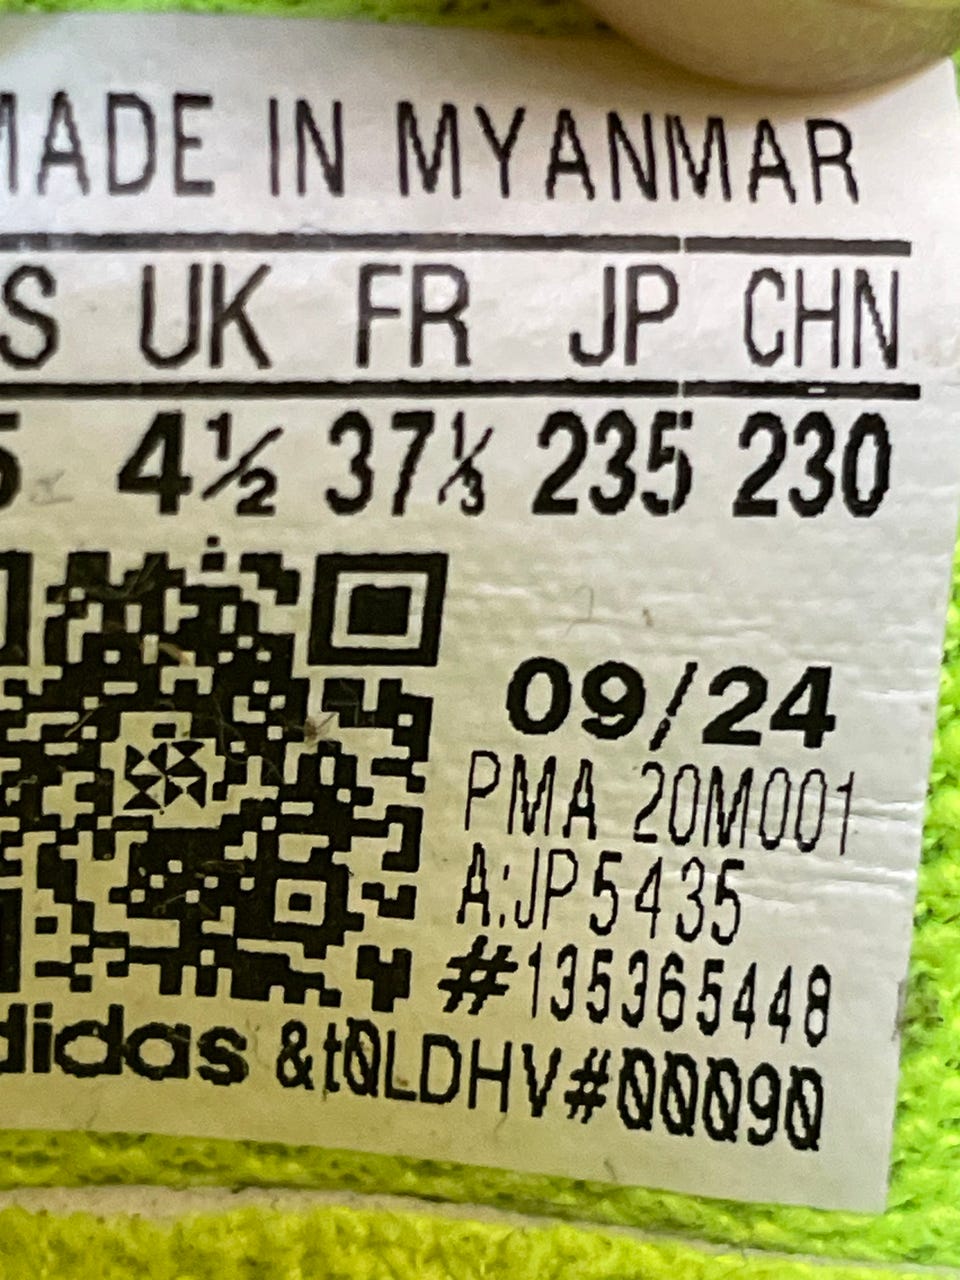 MADE IN MYANMAR
S UK FR JP CHN
5 4½ 37⅓ 235 230
09/24
PMA 20M001
A:JP5435
#135365448
adidas &t0LDHV#00090